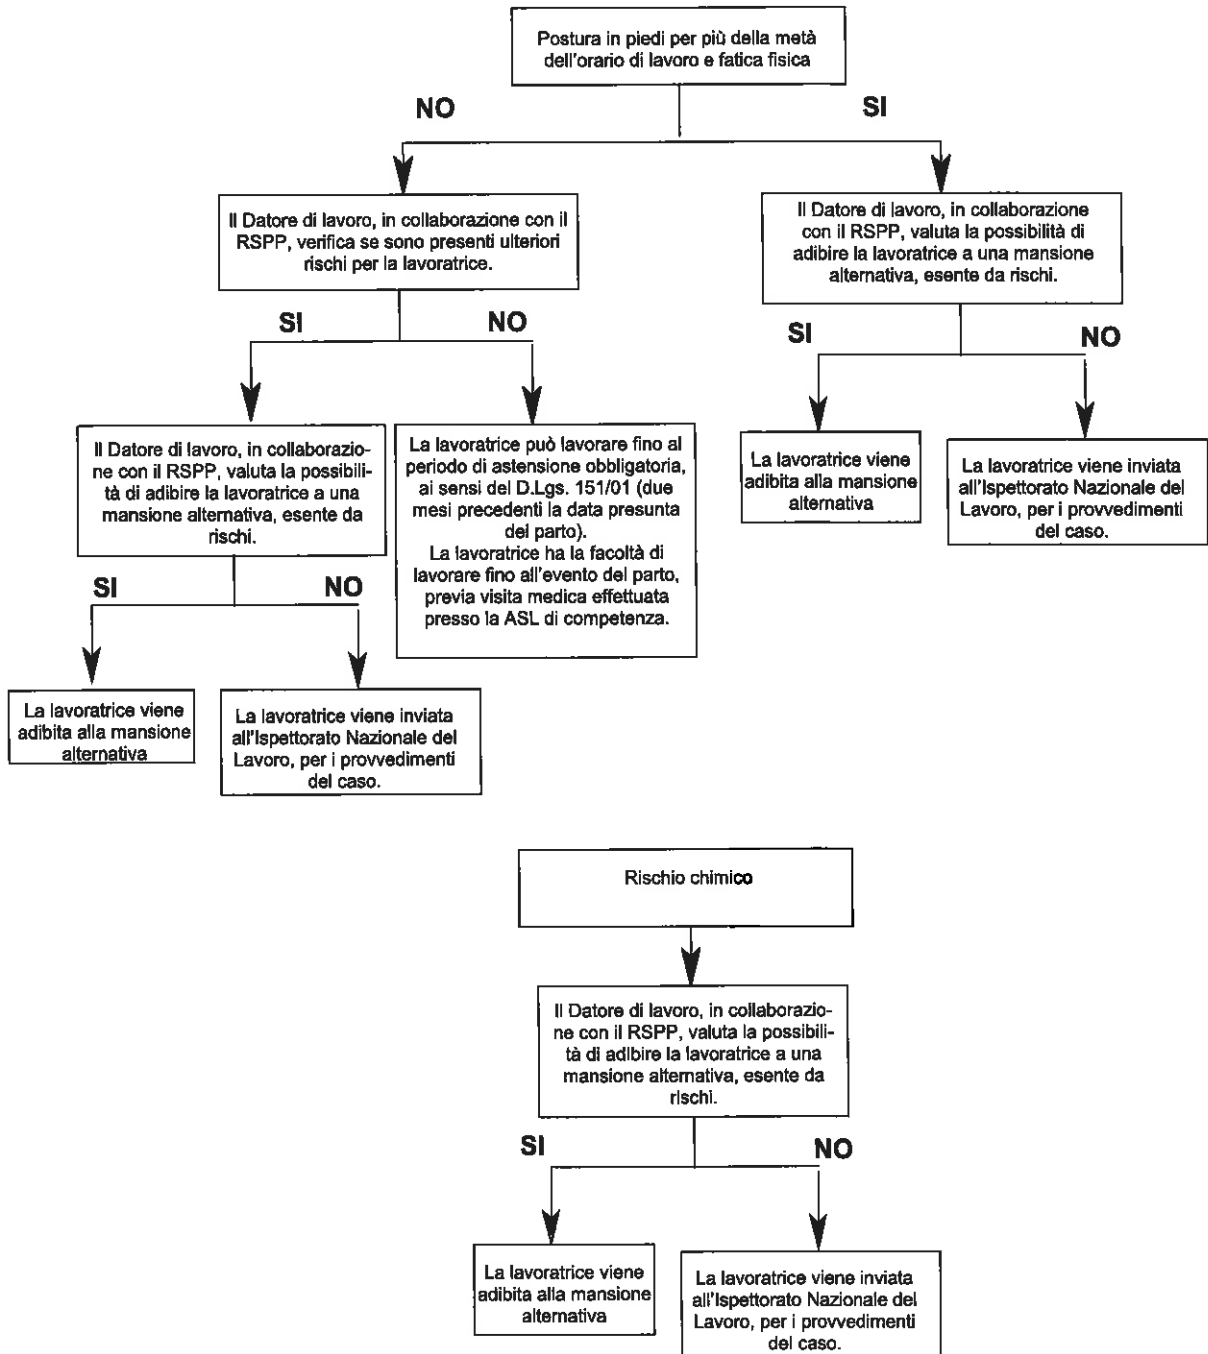 Postura in piedi per più della metà
dell'orario di lavoro e fatica fisica
NO
SI
Il Datore di lavoro, in collaborazione con il
RSPP, verifica se sono presenti ulteriori
rischi per la lavoratrice.
Il Datore di lavoro, in collaborazione
con il RSPP, valuta la possibilità di
adibire la lavoratrice a una mansione
alternativa, esente da rischi.
SI
NO
SI
NO
Il Datore di lavoro, in collaborazio-
ne con il RSPP, valuta la possibili-
tà di adibire la lavoratrice a una
mansione alternativa, esente da
rischi.
La lavoratrice può lavorare fino al
periodo di astensione obbligatoria,
ai sensi del D.Lgs. 151/01 (due
mesi precedenti la data presunta
del parto).
La lavoratrice ha la facoltà di
lavorare fino all'evento del parto,
previa visita medica effettuata
presso la ASL di competenza.
La lavoratrice viene
adibita alla mansione
alternativa
La lavoratrice viene inviata
all'Ispettorato Nazionale del
Lavoro, per i provvedimenti
del caso.
SI
NO
La lavoratrice viene
adibita alla mansione
alternativa
La lavoratrice viene inviata
all'Ispettorato Nazionale del
Lavoro, per i provvedimenti
del caso.
Rischio chimico
Il Datore di lavoro, in collaborazio-
ne con il RSPP, valuta la possibili-
tà di adibire la lavoratrice a una
mansione alternativa, esente da
rischi.
SI
NO
La lavoratrice viene
adibita alla mansione
alternativa
La lavoratrice viene inviata
all'Ispettorato Nazionale del
Lavoro, per i provvedimenti
del caso.